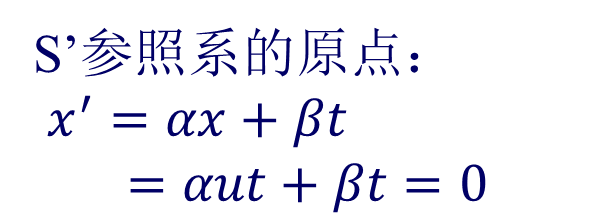 S’参照系的原点：
x′ = αx + βt
= αut + βt = 0